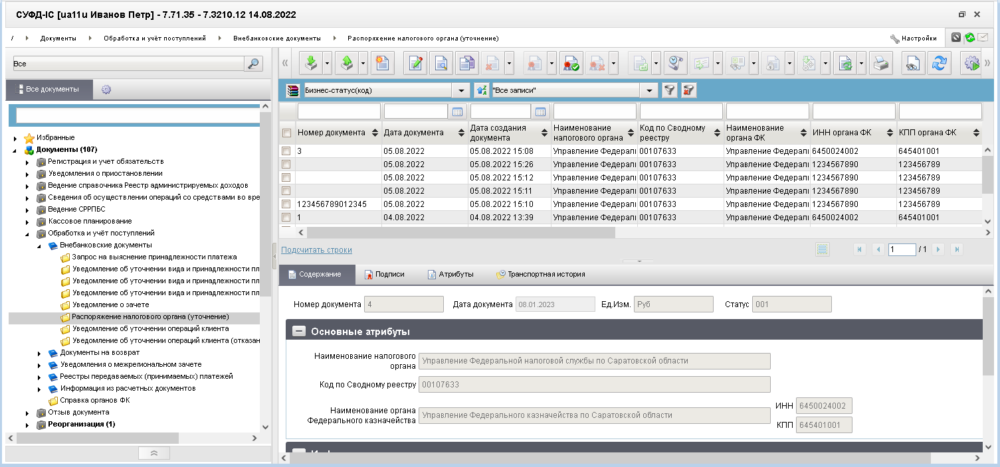 СУФД-IC [ua11u Иванов Петр] - 7.71.35 - 7.3210.12 14.08.2022
/ Документы Обработка и учёт поступлений Внебанковские документы Распоряжение налогового органа (уточнение) Настройки
Все
Все документы
Избранные
Документы (107)
Регистрация и учет обязательств
Уведомления о приостановлении
Ведение справочника Реестр администрируемых доходов
Сведения об осуществлении операций со средствами во вре
Ведение СРРПБС
Кассовое планирование
Обработка и учёт поступлений
Внебанковские документы
Запрос на выяснение принадлежности платежа
Уведомление об уточнении вида и принадлежности пл
Уведомление об уточнении вида и принадлежности пл
Уведомление об уточнении вида и принадлежности пл
Уведомление о зачете
Распоряжение налогового органа (уточнение)
Уведомление об уточнении операций клиента
Уведомление об уточнении операций клиента (отказан
Документы на возврат
Уведомления о межрегиональном зачете
Реестры передаваемых (принимаемых) платежей
Информация из расчетных документов
Справка органов ФК
Отзыв документа
Реорганизация (1)
Бизнес-статус(код) "Все записи"
Номер документа Дата документа Дата создания документа Наименование налогового органа Код по Сводному реестру Наименование органа ФК ИНН органа ФК КПП органа ФК
3 05.08.2022 05.08.2022 15:08 Управление Федерал 00107633 Управление Федерал 6450024002 645401001
05.08.2022 05.08.2022 15:26 Управление Федерал 00107633 Управление Федерал 1234567890 123456789
05.08.2022 05.08.2022 15:12 Управление Федерал 00107633 Управление Федерал 1234567890 123456789
05.08.2022 05.08.2022 15:11 Управление Федерал 00107633 Управление Федерал 1234567890 123456789
123456789012345 05.08.2022 05.08.2022 15:10 Управление Федерал 00107633 Управление Федерал 1234567890 123456789
1 04.08.2022 04.08.2022 13:39 Управление Федерал 00107633 Управление Федерал 6450024002 645401001
Подсчитать строки 1 / 1
Содержание Подписи Атрибуты Транспортная история
Номер документа 4 Дата документа 08.01.2023 Ед.Изм. Руб Статус 001
Основные атрибуты
Наименование налогового
органа Управление Федеральной налоговой службы по Саратовской области
Код по Сводному реестру 00107633
Наименование органа
Федерального казначейства Управление Федерального казначейства по Саратовской области
ИНН 6450024002
КПП 645401001